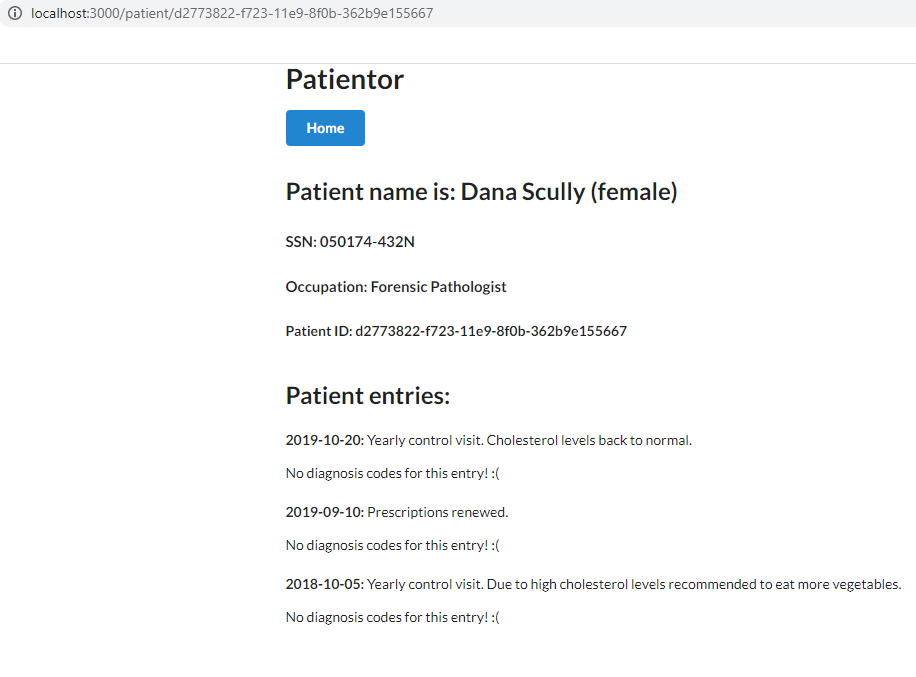 localhost:3000/patient/d2773822-f723-11e9-8f0b-362b9e155667
Patientor
Home
Patient name is: Dana Scully (female)
SSN: 050174-432N
Occupation: Forensic Pathologist
Patient ID: d2773822-f723-11e9-8f0b-362b9e155667
Patient entries:
2019-10-20: Yearly control visit. Cholesterol levels back to normal.
No diagnosis codes for this entry! :(
2019-09-10: Prescriptions renewed.
No diagnosis codes for this entry! :(
2018-10-05: Yearly control visit. Due to high cholesterol levels recommended to eat more vegetables.
No diagnosis codes for this entry! :(